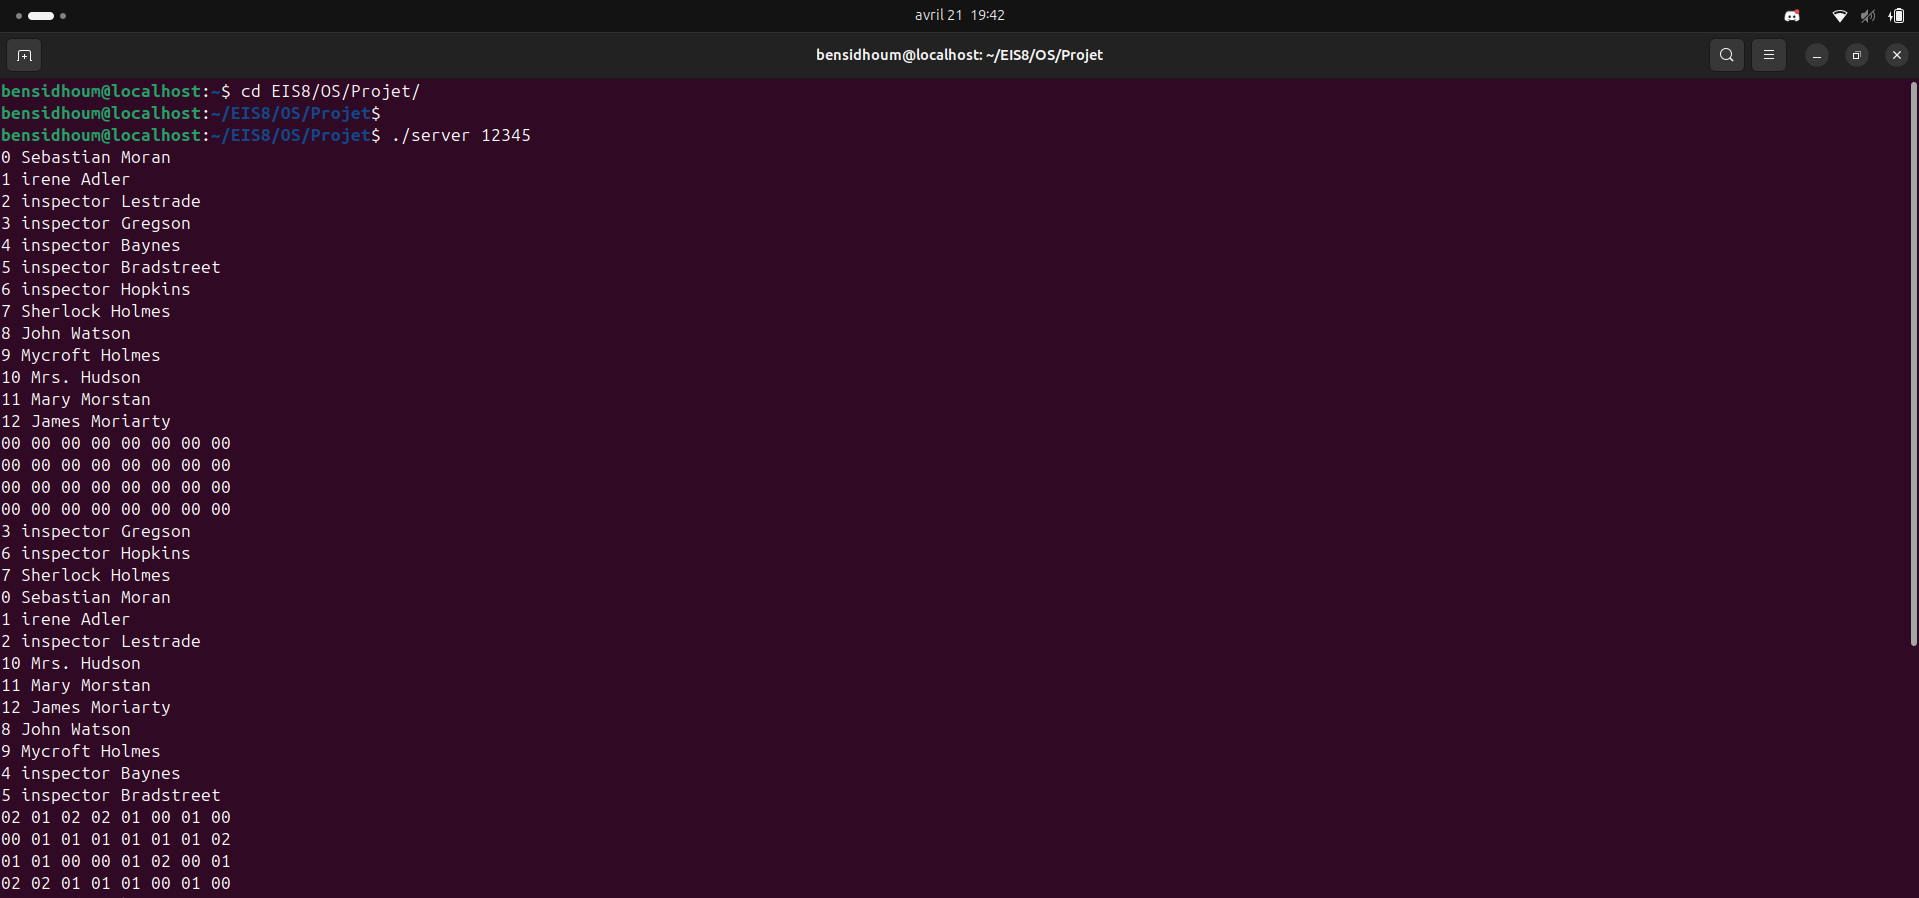 avril 21 19:42
bensidhoum@localhost: ~/EIS8/OS/Projet
bensidhoum@localhost:~$ cd EIS8/OS/Projet/
bensidhoum@localhost:~/EIS8/OS/Projet$
bensidhoum@localhost:~/EIS8/OS/Projet$ ./server 12345
0 Sebastian Moran
1 irene Adler
2 inspector Lestrade
3 inspector Gregson
4 inspector Baynes
5 inspector Bradstreet
6 inspector Hopkins
7 Sherlock Holmes
8 John Watson
9 Mycroft Holmes
10 Mrs. Hudson
11 Mary Morstan
12 James Moriarty
00 00 00 00 00 00 00 00
00 00 00 00 00 00 00 00
00 00 00 00 00 00 00 00
00 00 00 00 00 00 00 00
3 inspector Gregson
6 inspector Hopkins
7 Sherlock Holmes
0 Sebastian Moran
1 irene Adler
2 inspector Lestrade
10 Mrs. Hudson
11 Mary Morstan
12 James Moriarty
8 John Watson
9 Mycroft Holmes
4 inspector Baynes
5 inspector Bradstreet
02 01 02 02 01 00 01 00
00 01 01 01 01 01 01 02
01 01 00 00 01 02 00 01
02 02 01 01 01 00 01 00